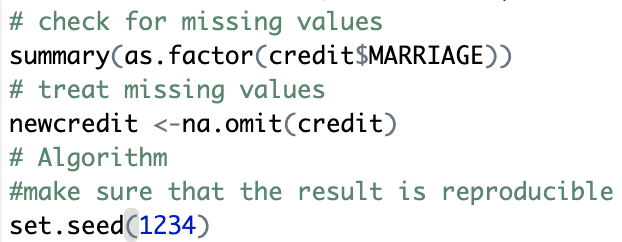 # check for missing values
summary(as.factor(credit$MARRIAGE))
# treat missing values
newcredit <-na.omit(credit)
# Algorithm
#make sure that the result is reproducible
set.seed(1234)